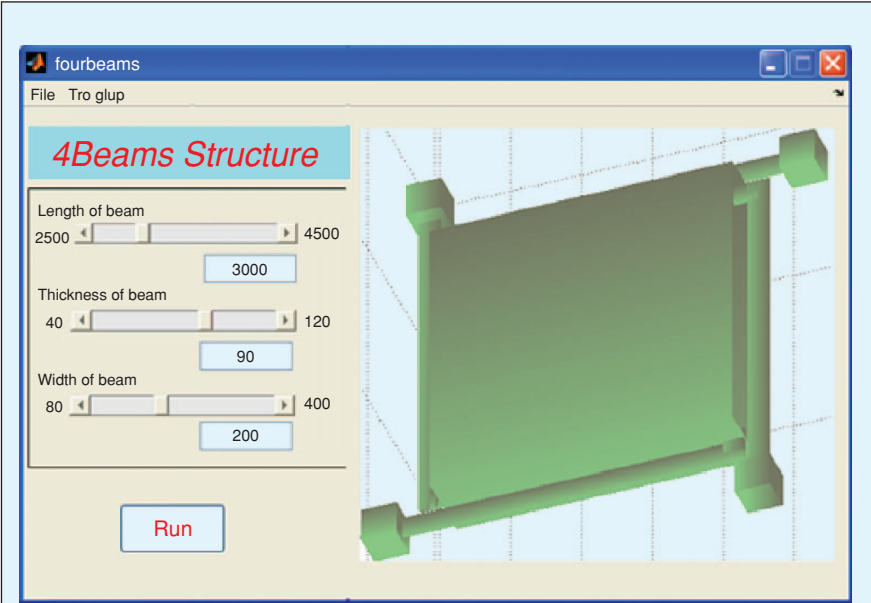 fourbeams
File Tro glup
4Beams Structure
Length of beam
2500 4500
3000
Thickness of beam
40 120
90
Width of beam
80 400
200
Run